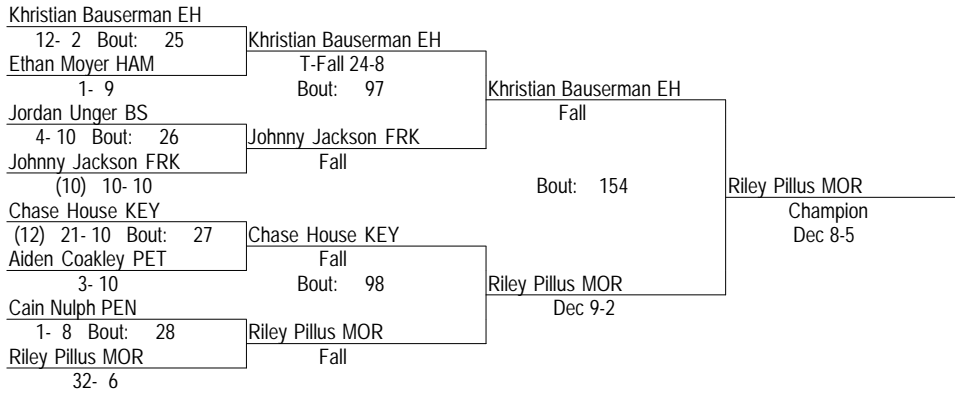 Khristian Bauserman EH
12- 2 Bout: 25
Khristian Bauserman EH
Ethan Moyer HAM
T-Fall 24-8
1- 9
Bout: 97
Khristian Bauserman EH
Jordan Unger BS
Fall
4- 10 Bout: 26
Johnny Jackson FRK
Johnny Jackson FRK
Fall
(10) 10- 10
Bout: 154
Riley Pillus MOR
Chase House KEY
Champion
(12) 21- 10 Bout: 27
Chase House KEY
Dec 8-5
Aiden Coakley PET
Fall
3- 10
Bout: 98
Riley Pillus MOR
Cain Nulph PEN
Dec 9-2
1- 8 Bout: 28
Riley Pillus MOR
Riley Pillus MOR
Fall
32- 6